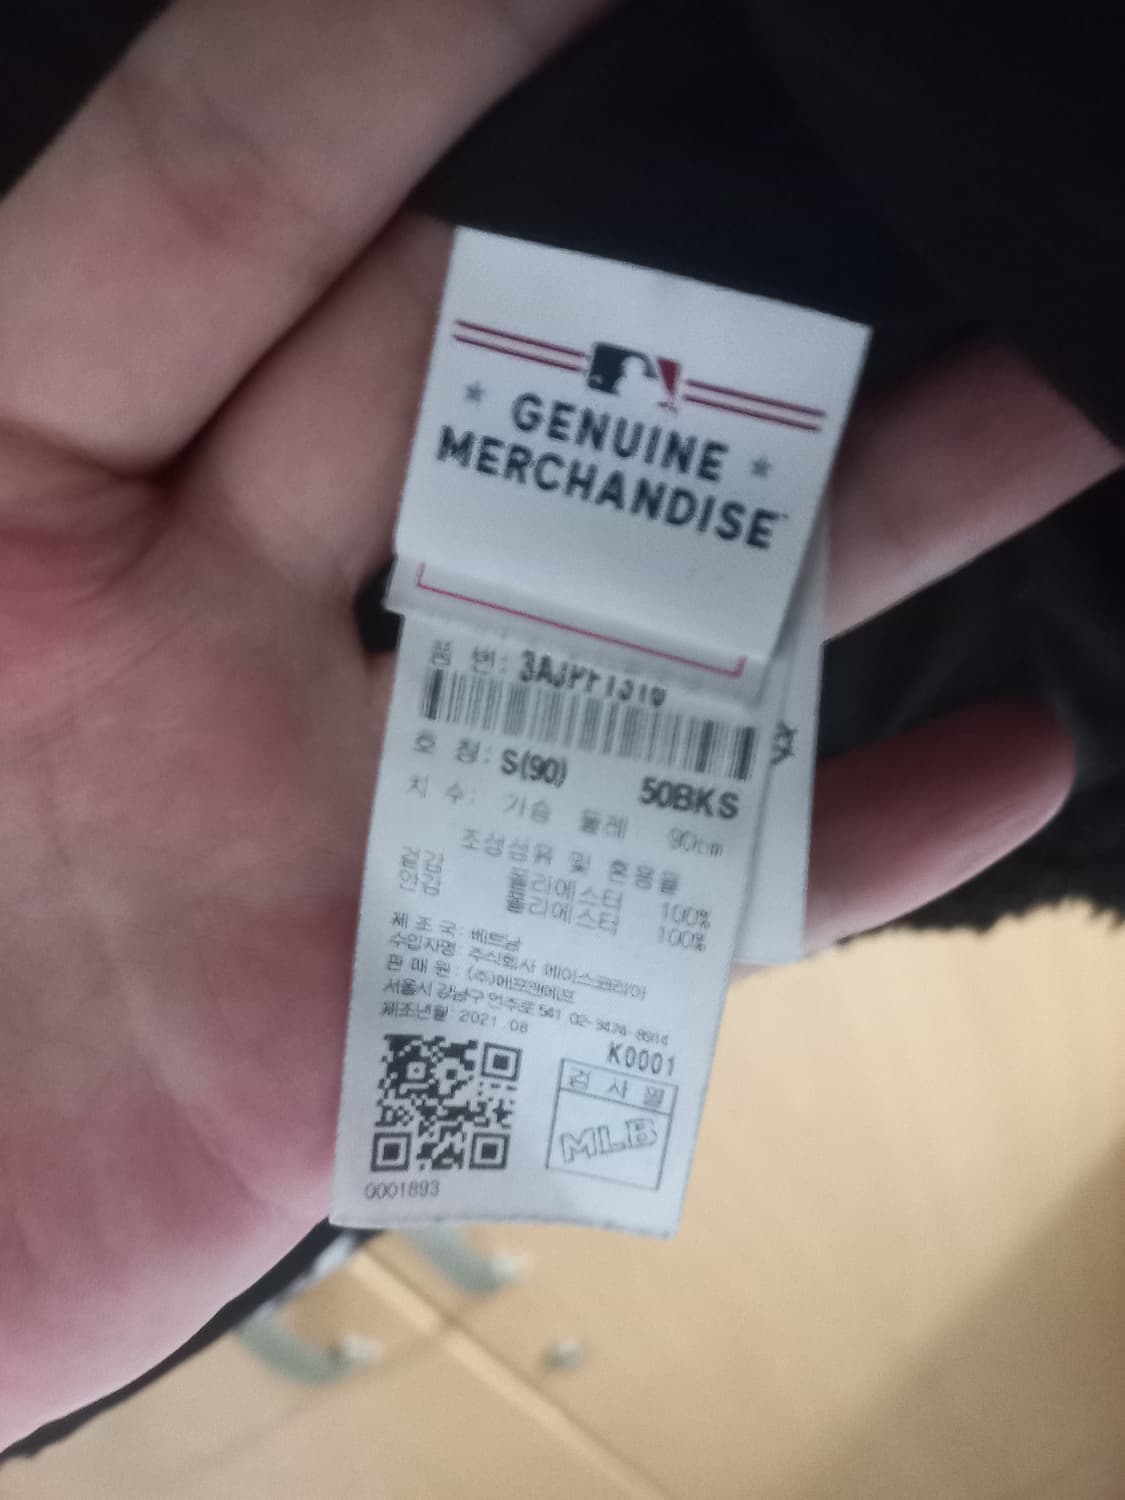 GENUINE
MERCHANDISE™
품 번:
호 칭: S(90) 50BKS
치 수: 가슴 둘레 90cm
조성섬유 및 혼용율
겉감 폴리에스터 100%
안감 폴리에스터 100%
제 조 국: 베트남
수입자명: 주식회사 에이스코리아
판 매 원: (주)에프앤에프
서울시 강남구 언주로 541 02-3474-8914
제조년월 2021.08
K0001
검 사 필
MLB
0001893